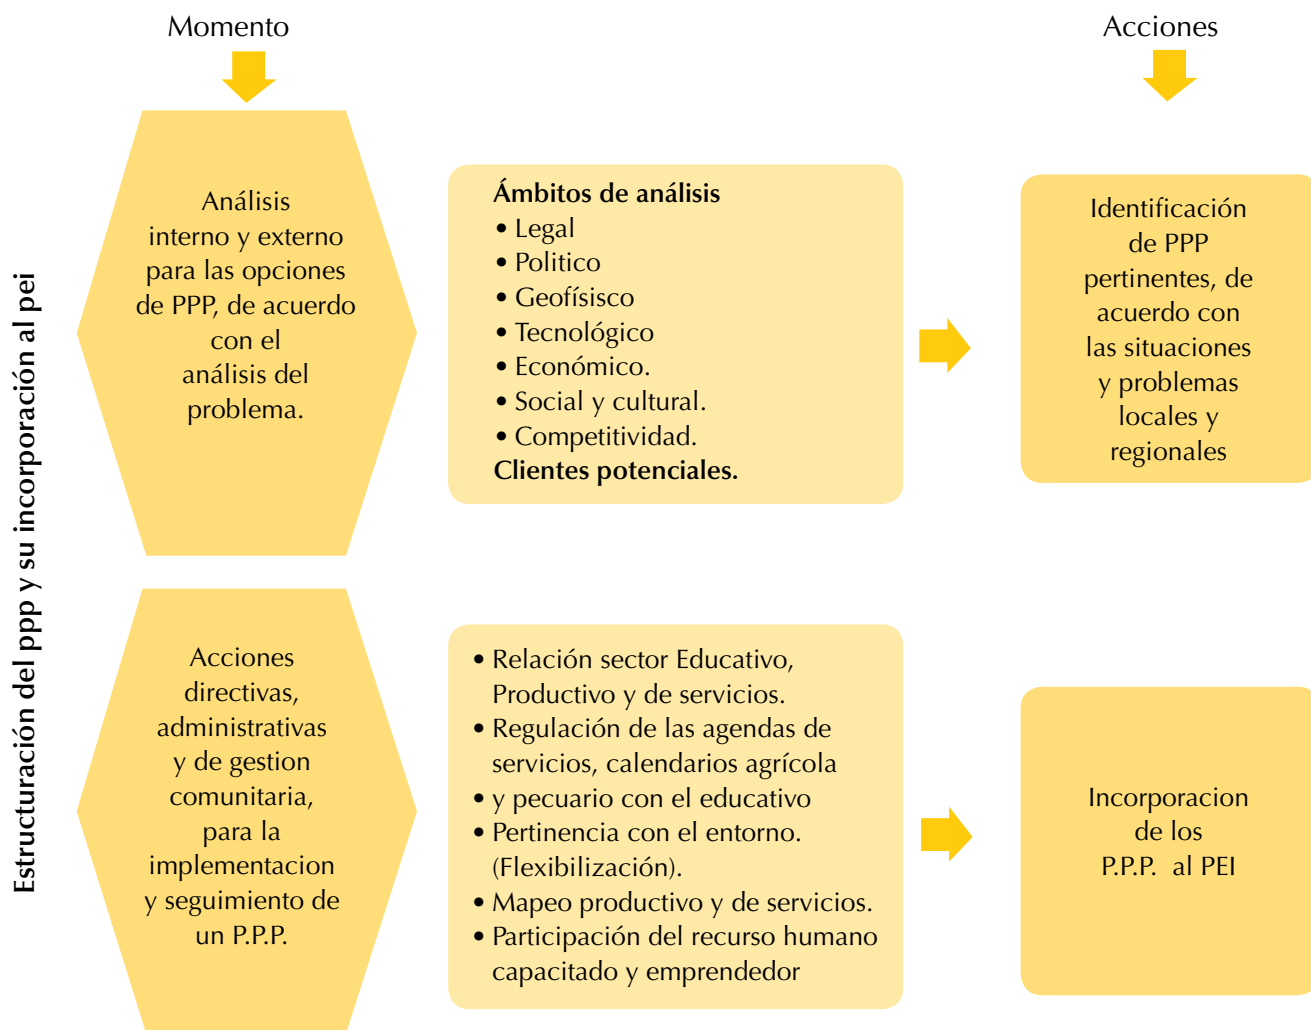 Momento
Acciones
Estructuración del ppp y su incorporación al pei
Análisis
interno y externo
para las opciones
de PPP, de acuerdo
con el
análisis del
problema.
Ámbitos de análisis
• Legal
• Politico
• Geofísisco
• Tecnológico
• Económico.
• Social y cultural.
• Competitividad.
Clientes potenciales.
Identificación
de PPP
pertinentes, de
acuerdo con
las situaciones
y problemas
locales y
regionales
Acciones
directivas,
administrativas
y de gestion
comunitaria,
para la
implementacion
y seguimiento de
un P.P.P.
• Relación sector Educativo,
Productivo y de servicios.
• Regulación de las agendas de
servicios, calendarios agrícola
• y pecuario con el educativo
• Pertinencia con el entorno.
(Flexibilización).
• Mapeo productivo y de servicios.
• Participación del recurso humano
capacitado y emprendedor
Incorporacion
de los
P.P.P. al PEI